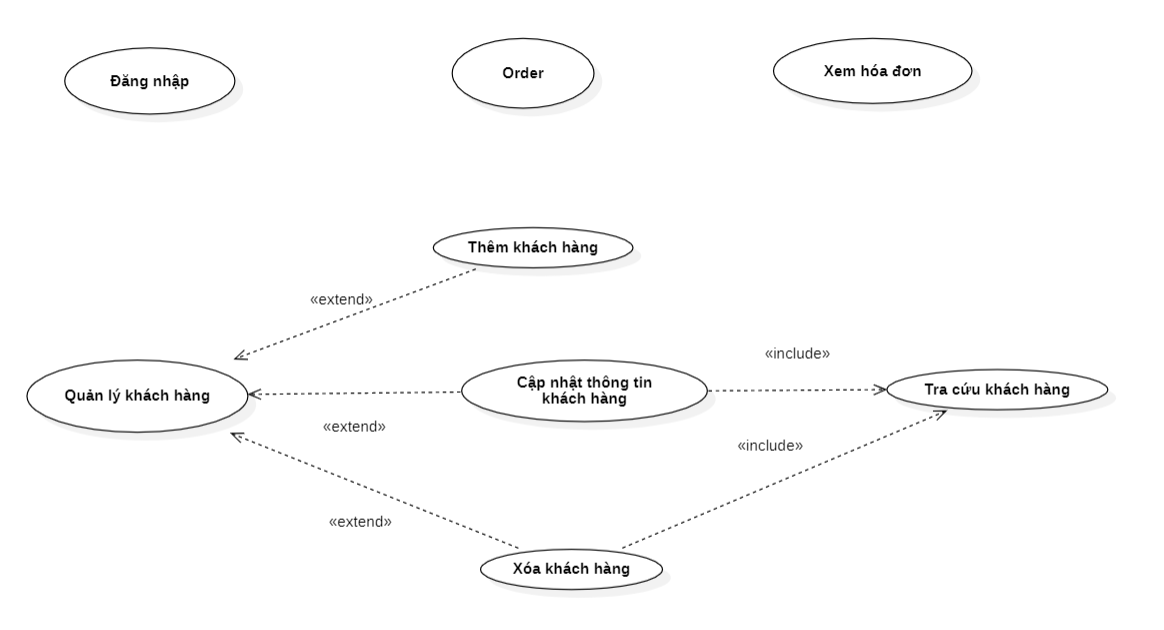 Đăng nhập
Order
Xem hóa đơn
Thêm khách hàng
«extend»
«include»
Quản lý khách hàng
Cập nhật thông tin
khách hàng
Tra cứu khách hàng
«extend»
«include»
«extend»
Xóa khách hàng